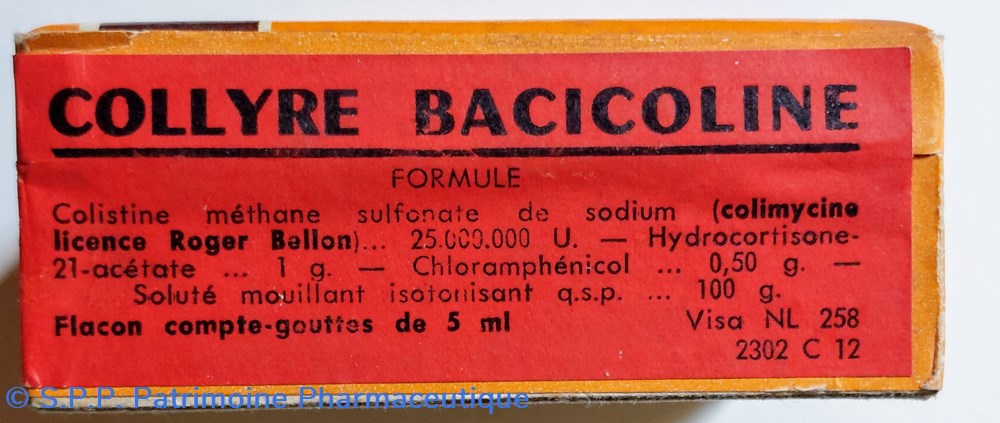 COLLYRE BACICOLINE
FORMULE
Colistine méthane sulfonate de sodium (colimycine
licence Roger Bellon)... 25.000.000 U. — Hydrocortisone-
21-acétate ... 1 g. — Chloramphénicol ... 0,50 g. —
Soluté mouillant isotonisant q.s.p. ... 100 g.
Flacon compte-gouttes de 5 ml Visa NL 258
2302 C 12
© S.P.P. Patrimoine Pharmaceutique